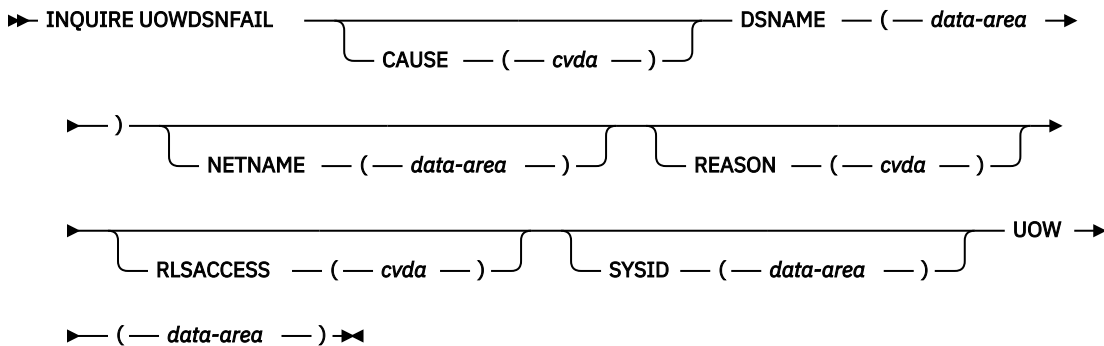 INQUIRE UOWDSNFAIL DSNAME ( data-area
CAUSE ( cvda )
)
NETNAME ( data-area ) REASON ( cvda )
UOW
RLSACCESS ( cvda ) SYSID ( data-area )
( data-area )